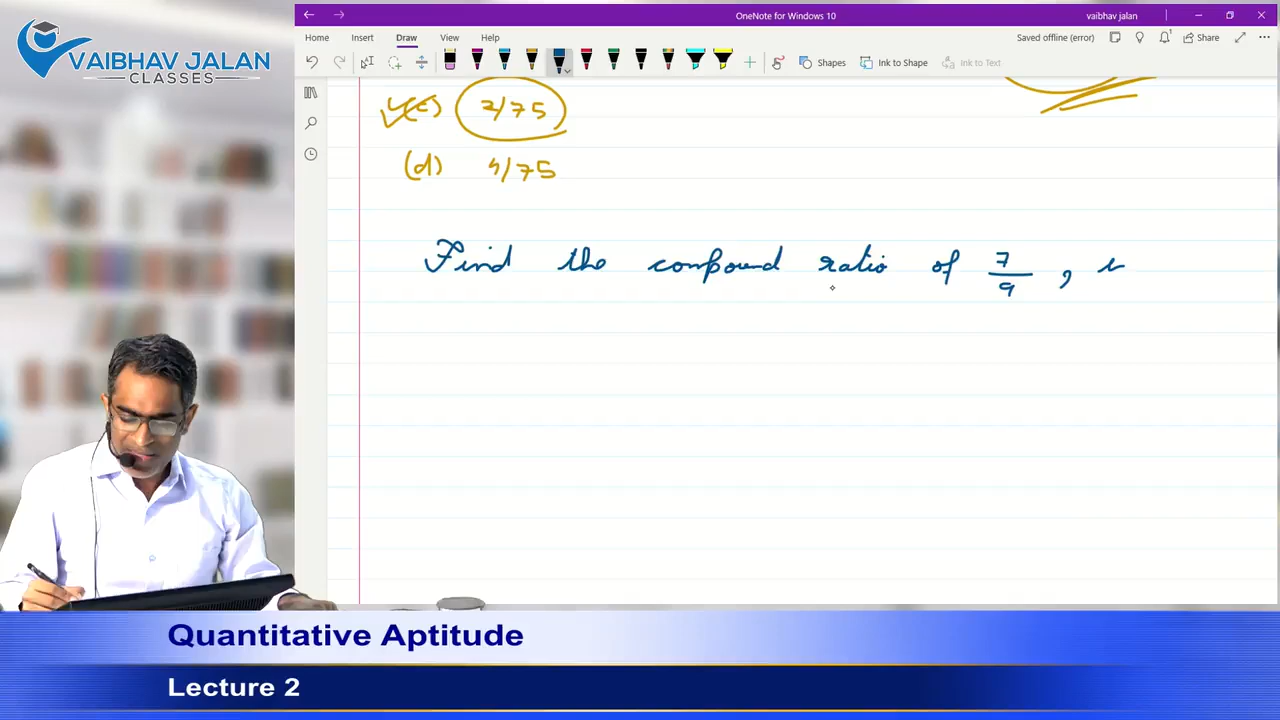 VAIBHAV JALAN
CLASSES
OneNote for Windows 10
vaibhav jalan
Home Insert Draw View Help
Saved offline (error)
Share
Shapes
Ink to Shape
Ink to Text
(c) 2/75
(d) 4/75
Find the compound ratio of 7/9 ,
Quantitative Aptitude
Lecture 2